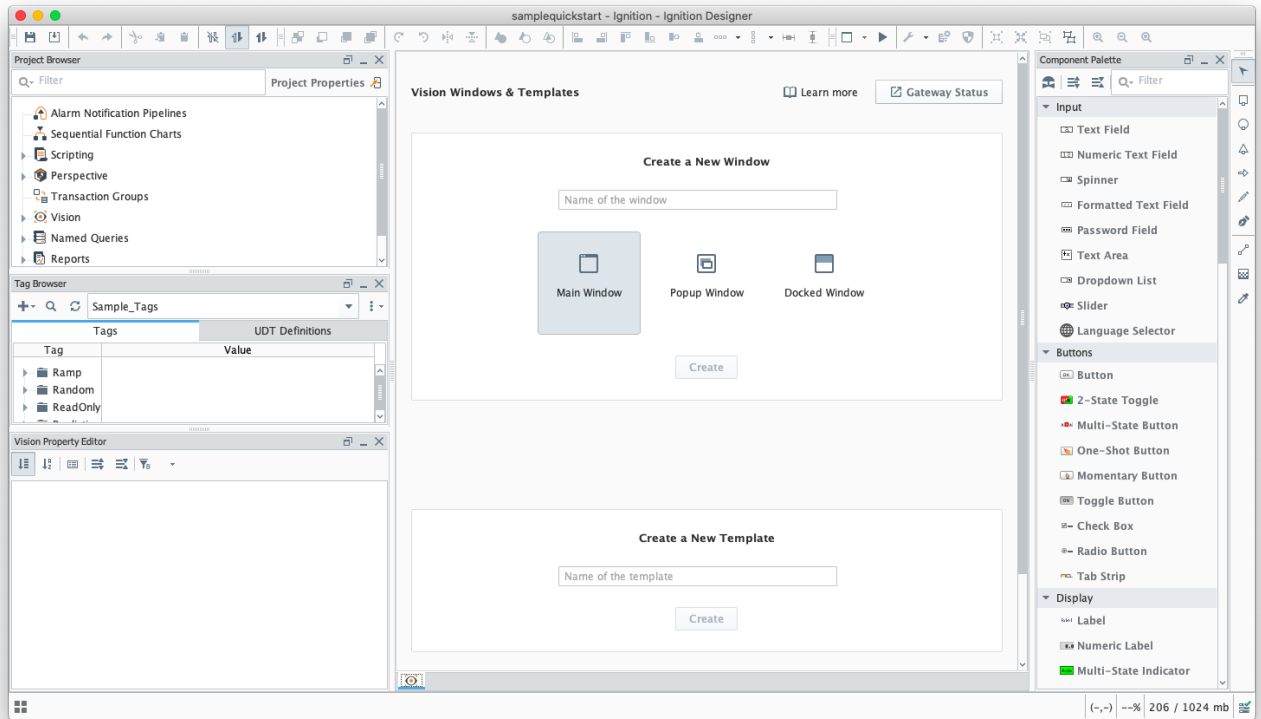 samplequickstart - Ignition - Ignition Designer
Project Browser
Filter
Project Properties
Alarm Notification Pipelines
Sequential Function Charts
Scripting
Perspective
Transaction Groups
Vision
Named Queries
Reports
Tag Browser
Sample_Tags
Tags UDT Definitions
Tag Value
Ramp
Random
ReadOnly
Vision Property Editor
Vision Windows & Templates
Learn more
Gateway Status
Create a New Window
Name of the window
Main Window
Popup Window
Docked Window
Create
Create a New Template
Name of the template
Create
Component Palette
Filter
Input
Text Field
Numeric Text Field
Spinner
Formatted Text Field
Password Field
Text Area
Dropdown List
Slider
Language Selector
Buttons
Button
2-State Toggle
Multi-State Button
One-Shot Button
Momentary Button
Toggle Button
Check Box
Radio Button
Tab Strip
Display
Label
Numeric Label
Multi-State Indicator
(-,-) --% 206 / 1024 mb